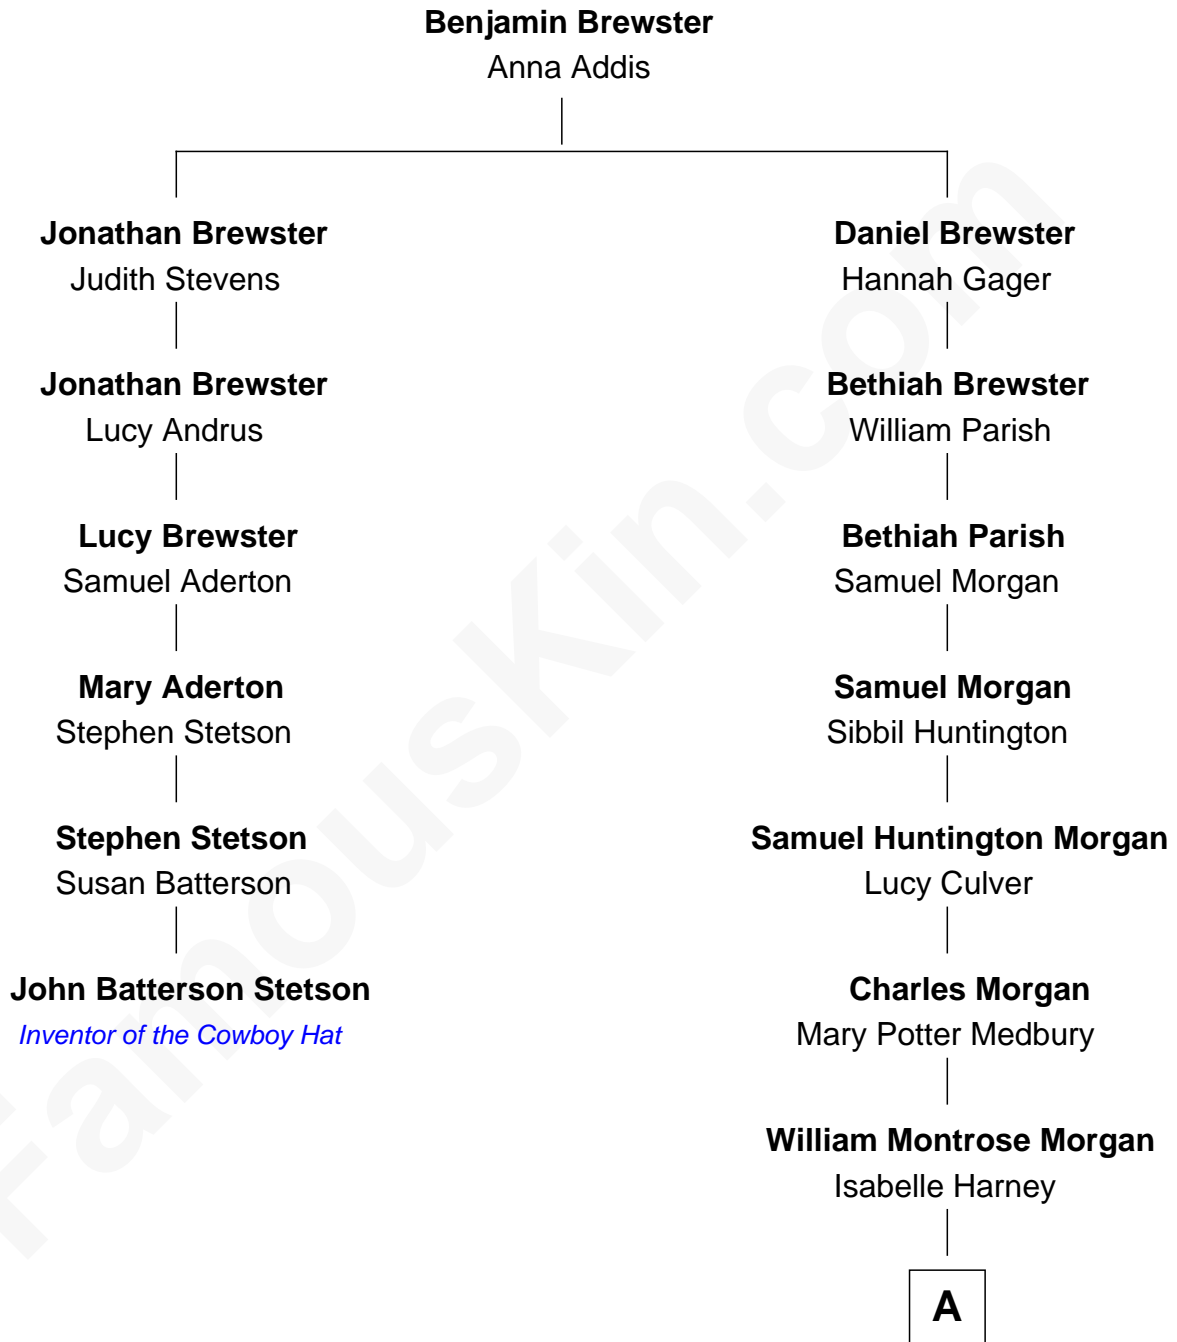 Benjamin Brewster
Anna Addis
Jonathan Brewster
Judith Stevens
Jonathan Brewster
Lucy Andrus
Lucy Brewster
Samuel Aderton
Mary Aderton
Stephen Stetson
Stephen Stetson
Susan Batterson
John Batterson Stetson
Inventor of the Cowboy Hat
Daniel Brewster
Hannah Gager
Bethiah Brewster
William Parish
Bethiah Parish
Samuel Morgan
Samuel Morgan
Sibbil Huntington
Samuel Huntington Morgan
Lucy Culver
Charles Morgan
Mary Potter Medbury
William Montrose Morgan
Isabelle Harney
A
FamousKin.com